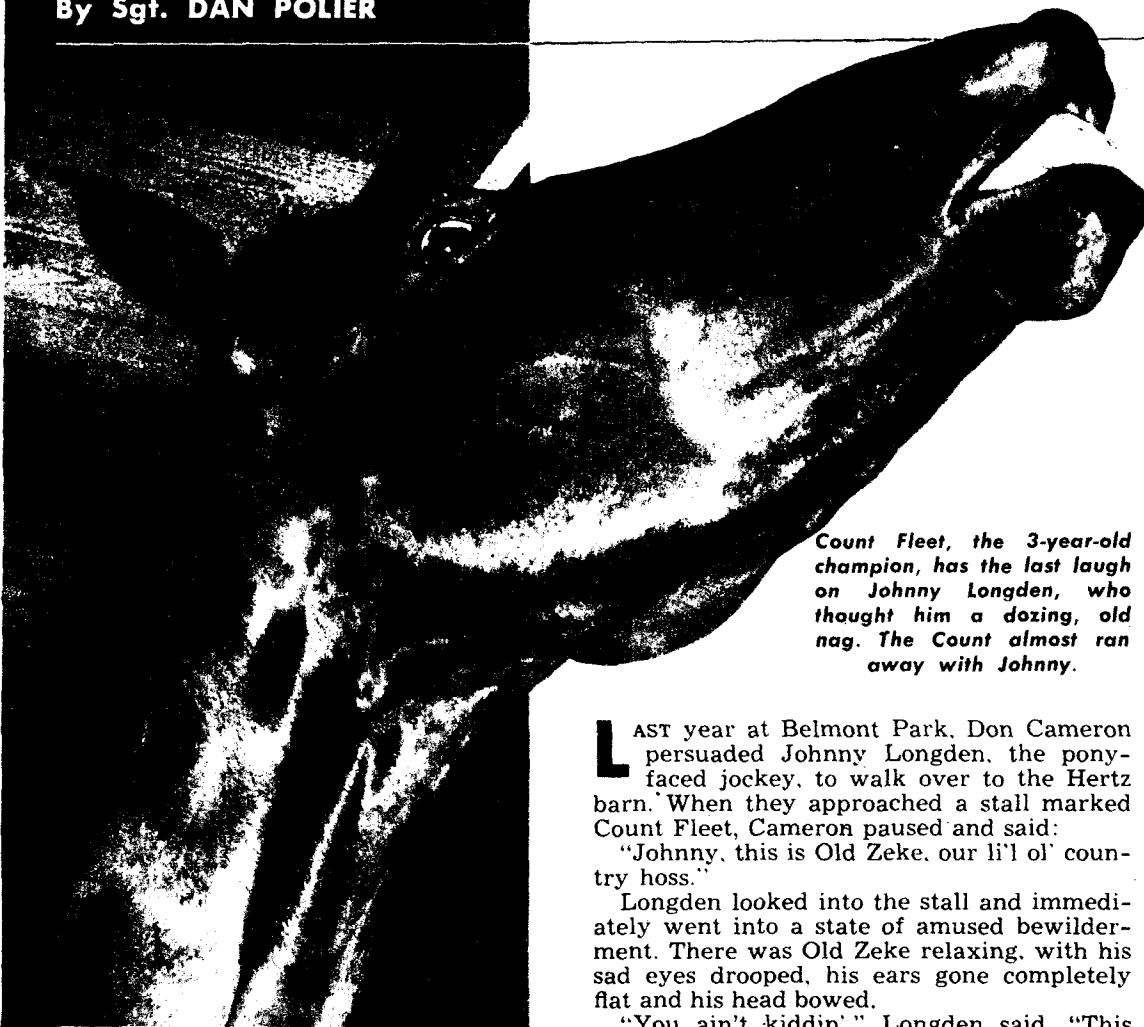 By Sgt. DAN POLIER
Count Fleet, the 3-year-old
champion, has the last laugh
on Johnny Longden, who
thought him a dozing, old
nag. The Count almost ran
away with Johnny.
LAST year at Belmont Park, Don Cameron
persuaded Johnny Longden, the pony-
faced jockey, to walk over to the Hertz
barn. When they approached a stall marked
Count Fleet, Cameron paused and said:
“Johnny, this is Old Zeke, our li'l ol' coun-
try hoss.”
Longden looked into the stall and immedi-
ately went into a state of amused bewilder-
ment. There was Old Zeke relaxing, with his
sad eyes drooped, his ears gone completely
flat and his head bowed.
“You ain't kiddin',” Longden said. “This